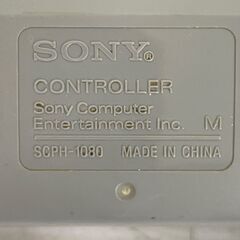 SONY®
CONTROLLER
Sony Computer
Entertainment Inc. M
SCPH-1080 MADE IN CHINA